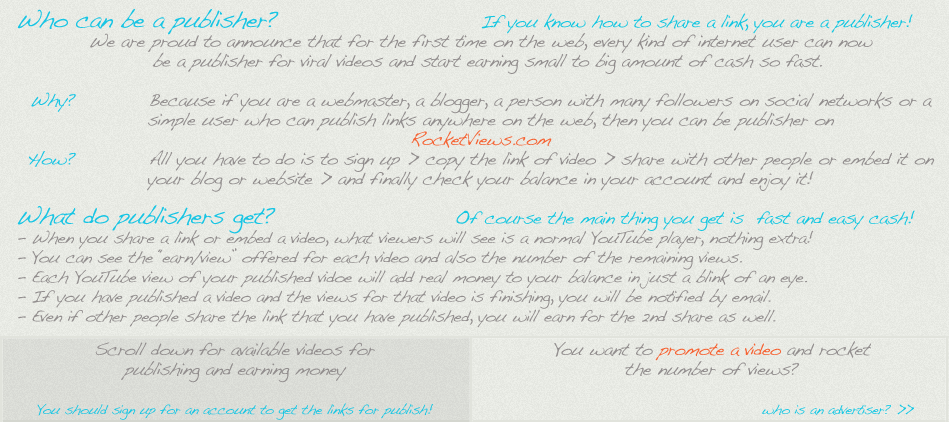 Who can be a publisher? If you know how to share a link, you are a publisher!
We are proud to announce that for the first time on the web, every kind of internet user can now
be a publisher for viral videos and start earning small to big amount of cash so fast.
Why? Because if you are a webmaster, a blogger, a person with many followers on social networks or a
simple user who can publish links anywhere on the web, then you can be publisher on
RocketViews.com
How? All you have to do is to sign up > copy the link of video > share with other people or embed it on
your blog or website > and finally check your balance in your account and enjoy it!
What do publishers get? Of course the main thing you get is fast and easy cash!
- When you share a link or embed a video, what viewers will see is a normal YouTube player, nothing extra!
- You can see the "earn/view" offered for each video and also the number of the remaining views.
- Each YouTube view of your published vidoe will add real money to your balance in just a blink of an eye.
- If you have published a video and the views for that video is finishing, you will be notified by email.
- Even if other people share the link that you have published, you will earn for the 2nd share as well.
Scroll down for available videos for
publishing and earning money
You should sign up for an account to get the links for publish!
You want to promote a video and rocket
the number of views?
who is an advertiser? >>